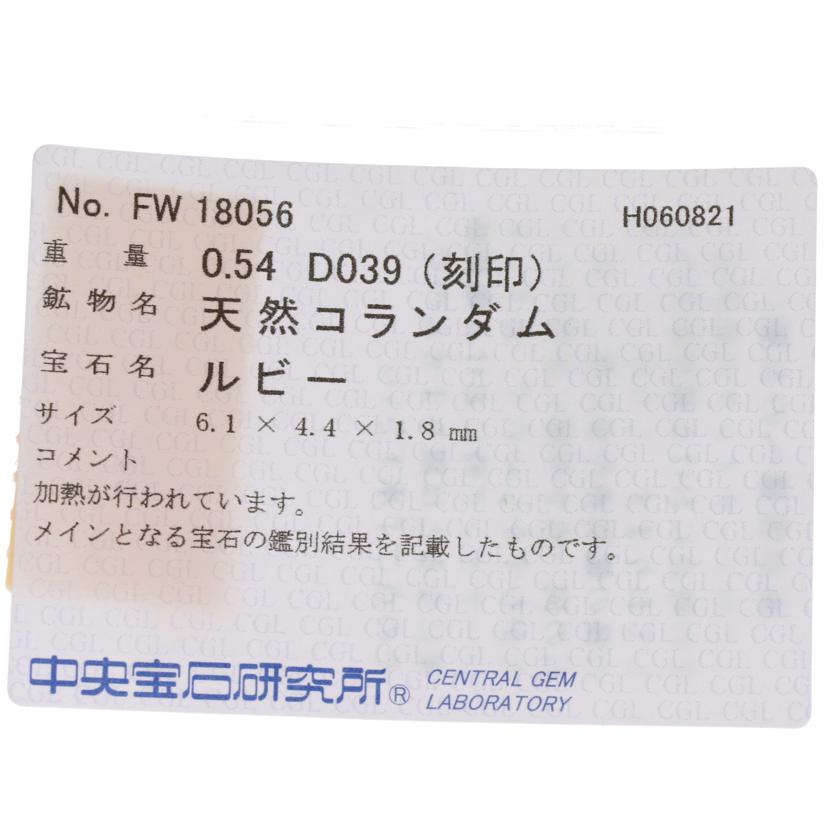 No. FW 18056
H060821
重量 0.54 D039（刻印）
鉱物名 天然コランダム
宝石名 ルビー
サイズ 6.1 × 4.4 × 1.8 ㎜
コメント
加熱が行われています。
メインとなる宝石の鑑別結果を記載したものです。
中央宝石研究所® CENTRAL GEM
LABORATORY